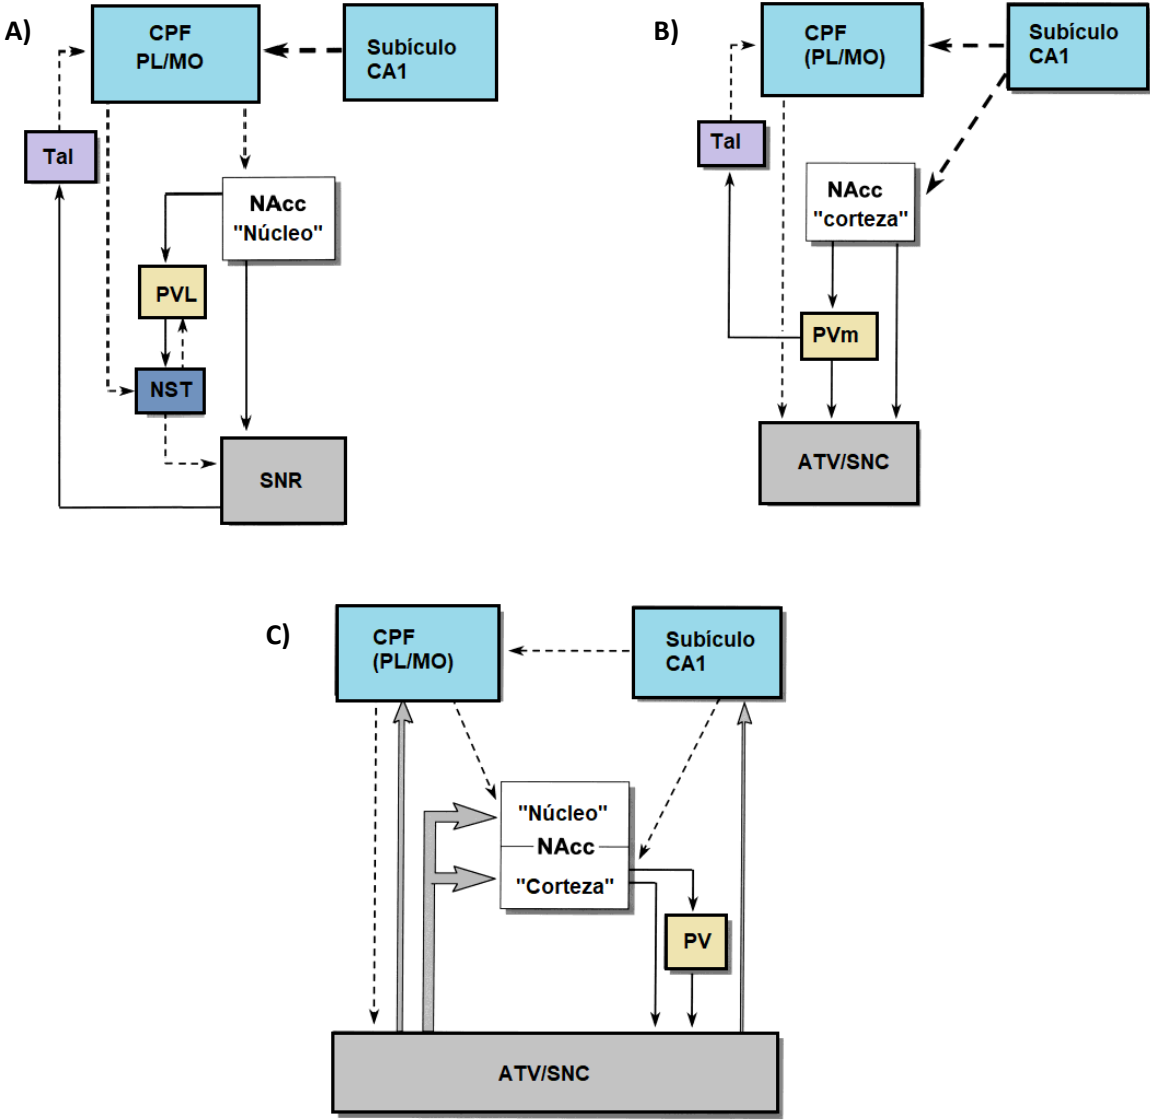 A)
CPF
PL/MO
Subículo
CA1
Tal
NAcc
"Núcleo"
PVL
NST
SNR
B)
CPF
(PL/MO)
Subículo
CA1
Tal
NAcc
"corteza"
PVm
ATV/SNC
C)
CPF
(PL/MO)
Subículo
CA1
"Núcleo"
NAcc
"Corteza"
PV
ATV/SNC